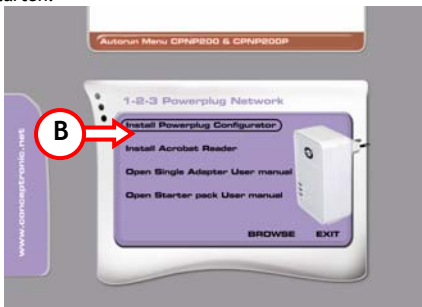 Autorun Menu CPNP200 & CPNP200P
1-2-3 Powerplug Network
B
Install Powerplug Configurator
Install Acrobat Reader
Open Single Adapter User manual
Open Starter pack User manual
BROWSE EXIT
www.conceptronic.net